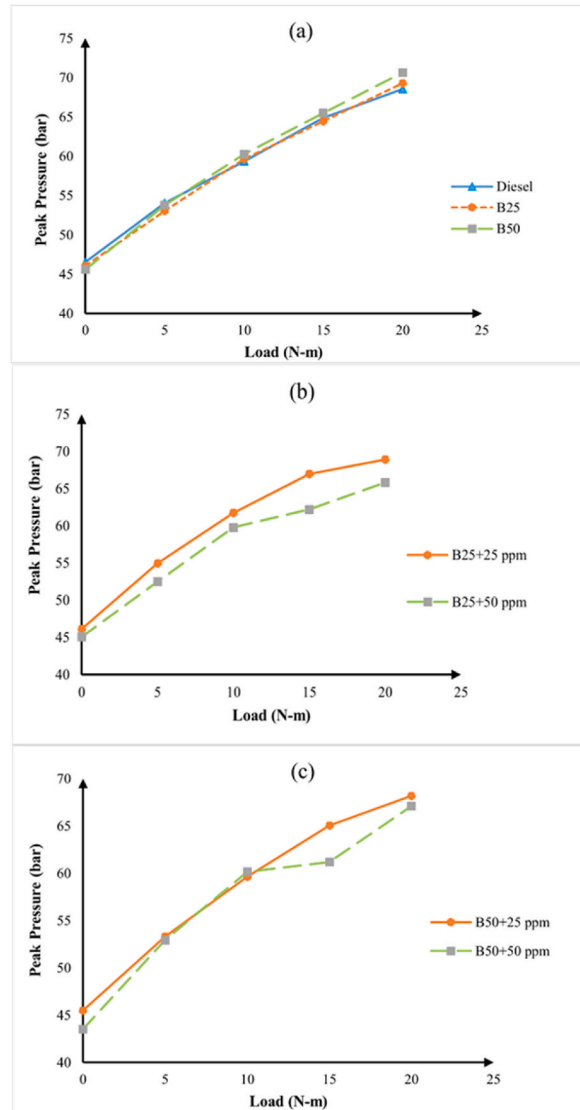 (a)
75
70
65
60
55
50
45
40
Peak Pressure (bar)
0 5 10 15 20 25
Load (N-m)
Diesel
B25
B50
(b)
75
70
65
60
55
50
45
40
Peak Pressure (bar)
0 5 10 15 20 25
Load (N-m)
B25+25 ppm
B25+50 ppm
(c)
70
65
60
55
50
45
40
Peak Pressure (bar)
0 5 10 15 20 25
Load (N-m)
B50+25 ppm
B50+50 ppm